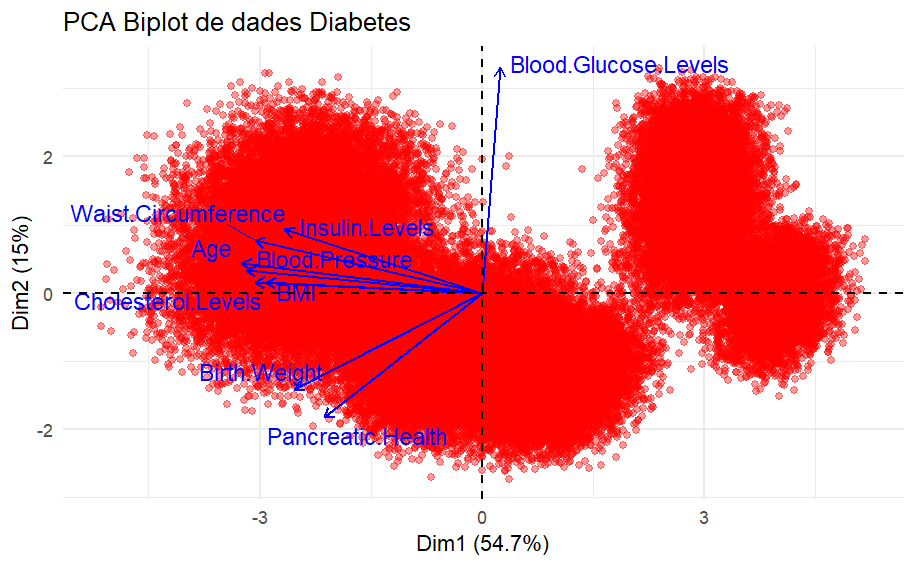 PCA Biplot de dades Diabetes
Blood.Glucose.Levels
Waist.Circumference
Insulin.Levels
Age
Blood.Pressure
BMI
Cholesterol.Levels
Birth.Weight
Pancreatic.Health
2
0
-2
Dim2 (15%)
-3
0
3
Dim1 (54.7%)